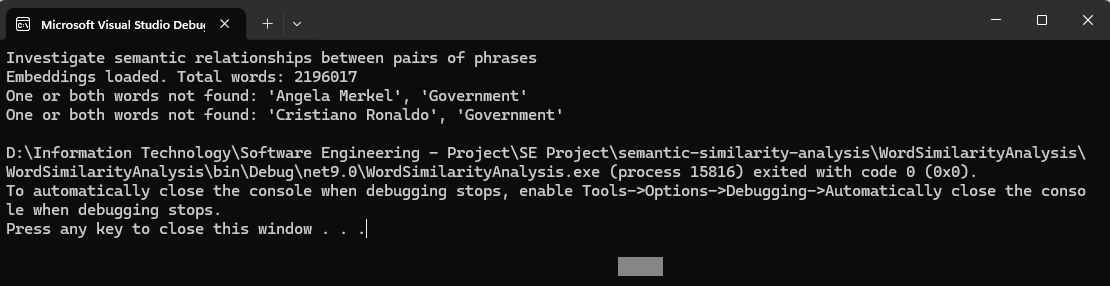 Microsoft Visual Studio Debug
Investigate semantic relationships between pairs of phrases
Embeddings loaded. Total words: 2196017
One or both words not found: 'Angela Merkel', 'Government'
One or both words not found: 'Cristiano Ronaldo', 'Government'
D:\Information Technology\Software Engineering - Project\SE Project\semantic-similarity-analysis\WordSimilarityAnalysis\
WordSimilarityAnalysis\bin\Debug\net9.0\WordSimilarityAnalysis.exe (process 15816) exited with code 0 (0x0).
To automatically close the console when debugging stops, enable Tools->Options->Debugging->Automatically close the conso
le when debugging stops.
Press any key to close this window . . .